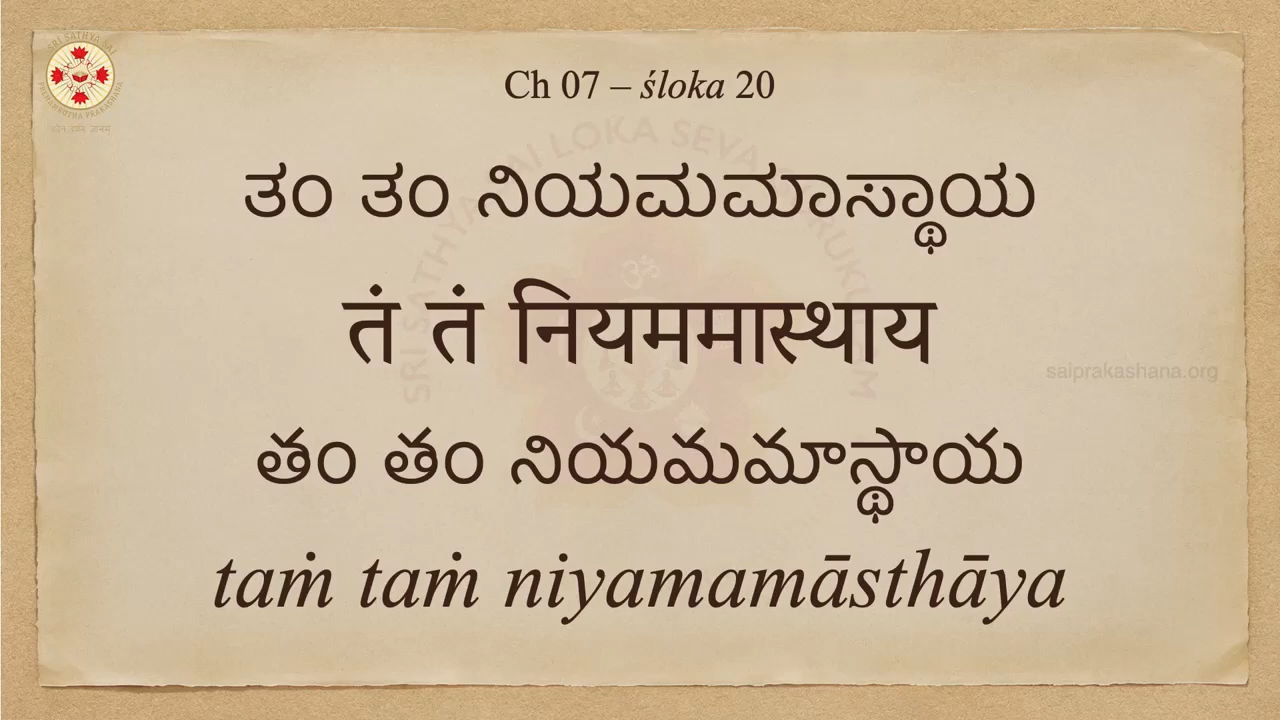 Ch 07 – śloka 20
ತಂ ತಂ ನಿಯಮಮಾಸ್ಥಾಯ
तं तं नियममास्थाय
saiprakashana.org
తం తం నియమమాస్థాయ
taṁ taṁ niyamamāsthāya